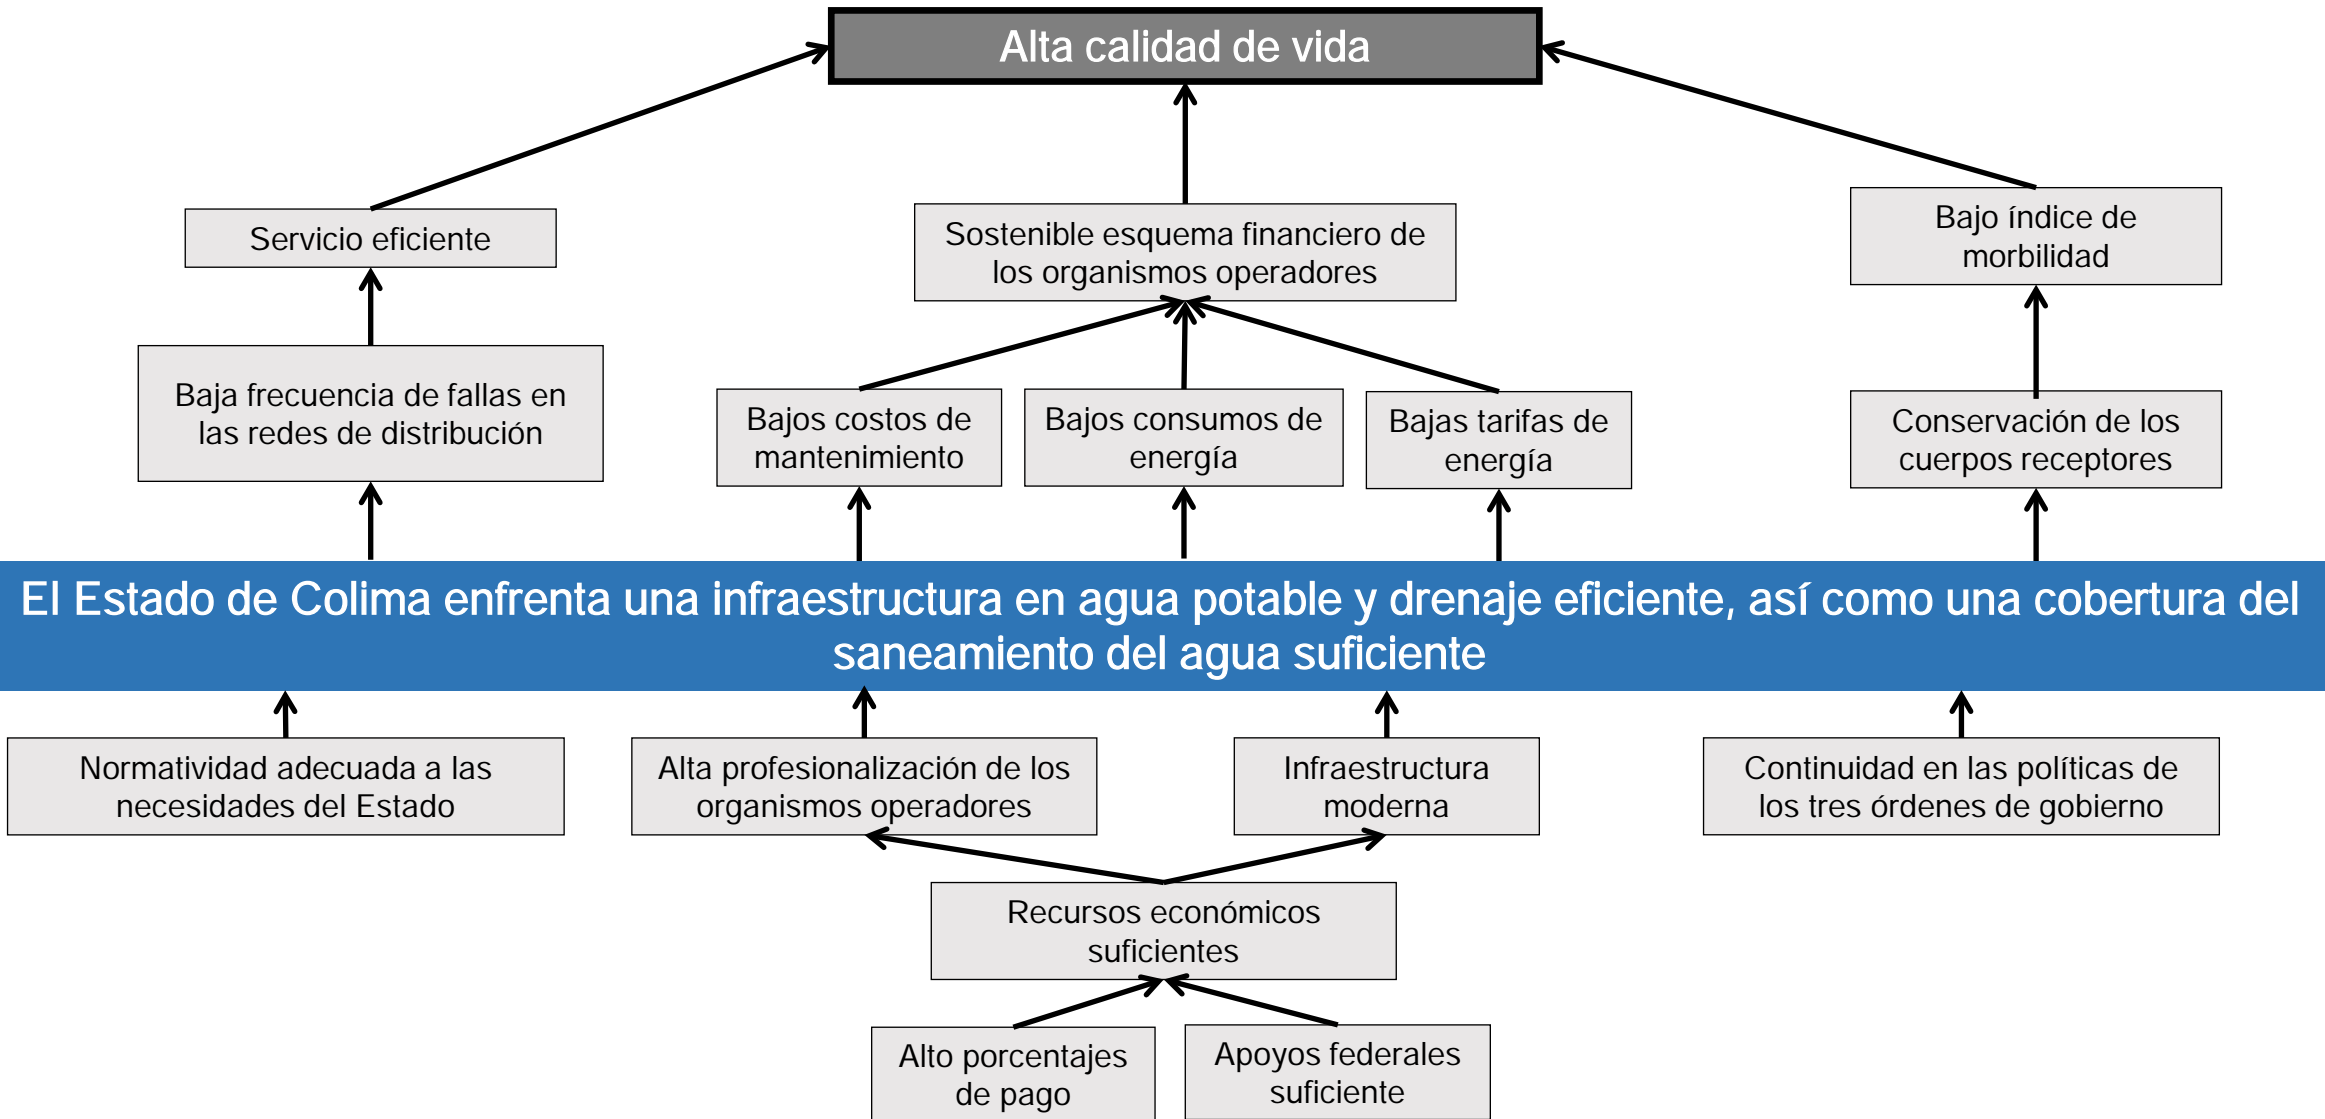 Alta calidad de vida
Servicio eficiente
Sostenible esquema financiero de
los organismos operadores
Bajo índice de
morbilidad
Baja frecuencia de fallas en
las redes de distribución
Bajos costos de
mantenimiento
Bajos consumos de
energía
Bajas tarifas de
energía
Conservación de los
cuerpos receptores
El Estado de Colima enfrenta una infraestructura en agua potable y drenaje eficiente, así como una cobertura del
saneamiento del agua suficiente
Normatividad adecuada a las
necesidades del Estado
Alta profesionalización de los
organismos operadores
Infraestructura
moderna
Continuidad en las políticas de
los tres órdenes de gobierno
Recursos económicos
suficientes
Alto porcentajes
de pago
Apoyos federales
suficiente